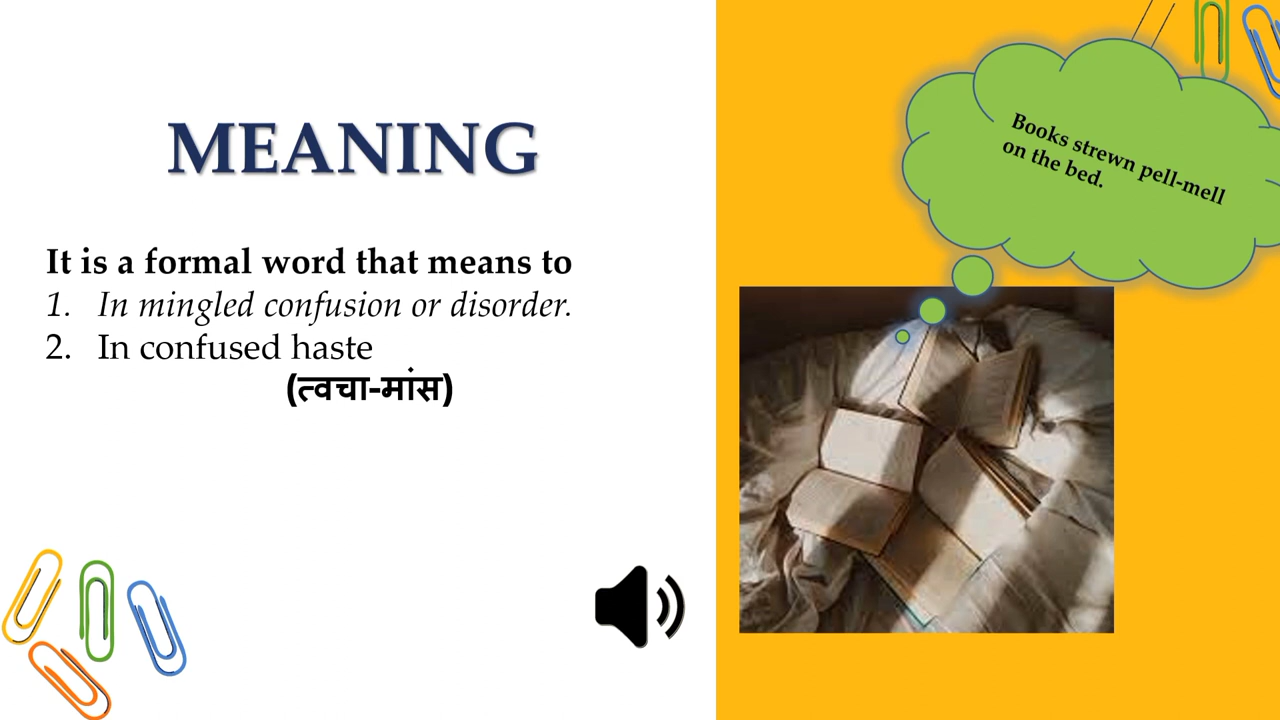 MEANING
It is a formal word that means to
1. In mingled confusion or disorder.
2. In confused haste
(त्वचा-मांस)
Books strewn pell-mell
on the bed.